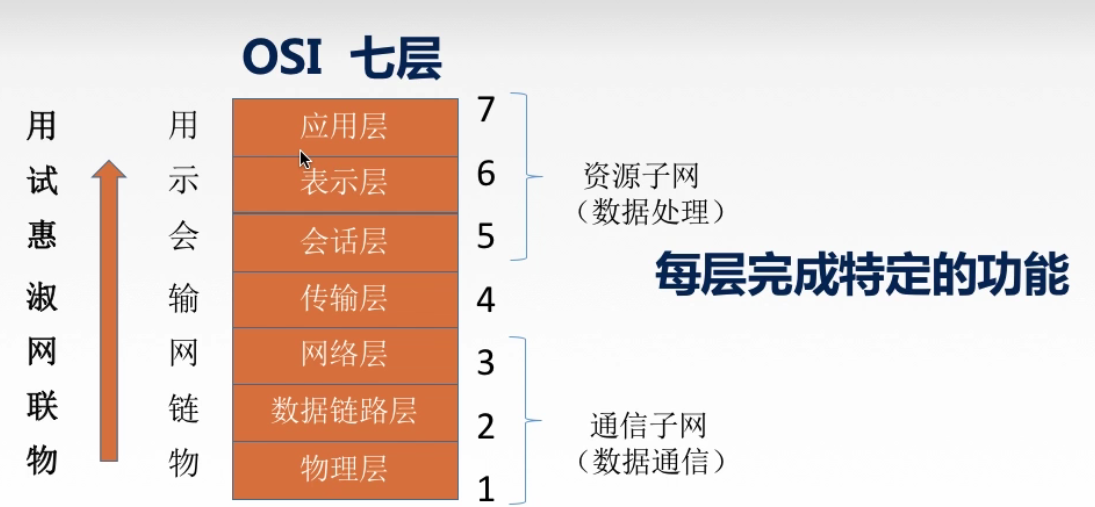 OSI 七层
用 用 应用层 7
试 示 表示层 6
惠 会 会话层 5
淑 输 传输层 4
网 网 网络层 3
联 链 数据链路层 2
物 物 物理层 1
资源子网
（数据处理）
每层完成特定的功能
通信子网
（数据通信）